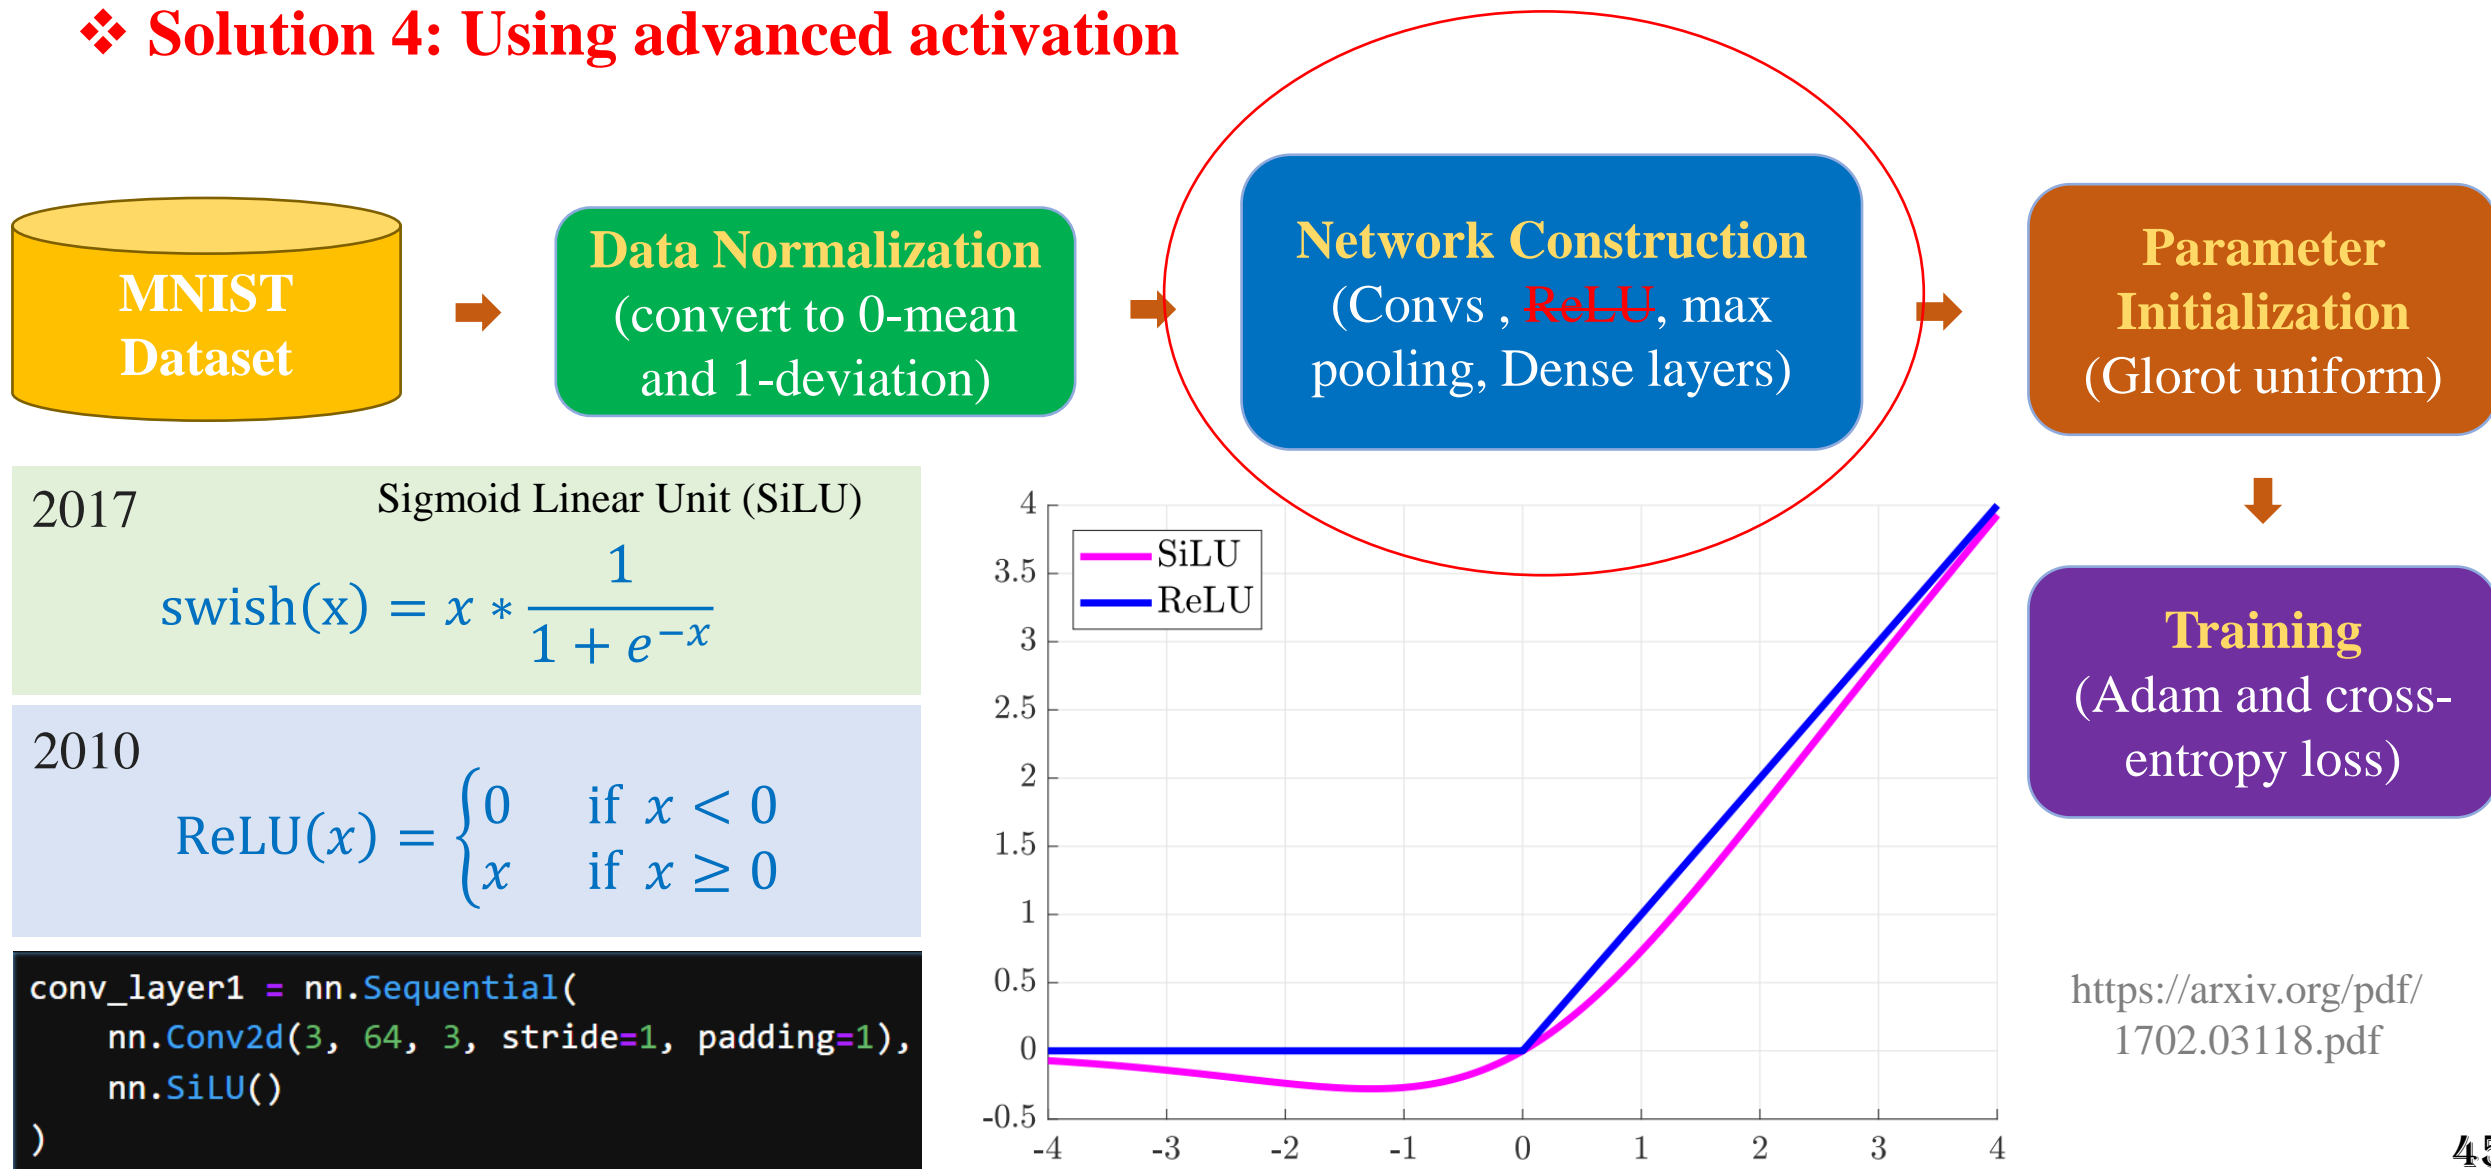 ❖ Solution 4: Using advanced activation
MNIST
Dataset
Data Normalization
(convert to 0-mean
and 1-deviation)
Network Construction
(Convs , ReLU, max
pooling, Dense layers)
Parameter
Initialization
(Glorot uniform)
Training
(Adam and cross-
entropy loss)
2017
Sigmoid Linear Unit (SiLU)
swish(x) = x * 1 / (1 + e^{-x})
2010
ReLU(x) = { 0 if x < 0
x if x ≥ 0
conv_layer1 = nn.Sequential(
    nn.Conv2d(3, 64, 3, stride=1, padding=1),
    nn.SiLU()
)
SiLU
ReLU
4
3.5
3
2.5
2
1.5
1
0.5
0
-0.5
-4 -3 -2 -1 0 1 2 3 4
https://arxiv.org/pdf/
1702.03118.pdf
45